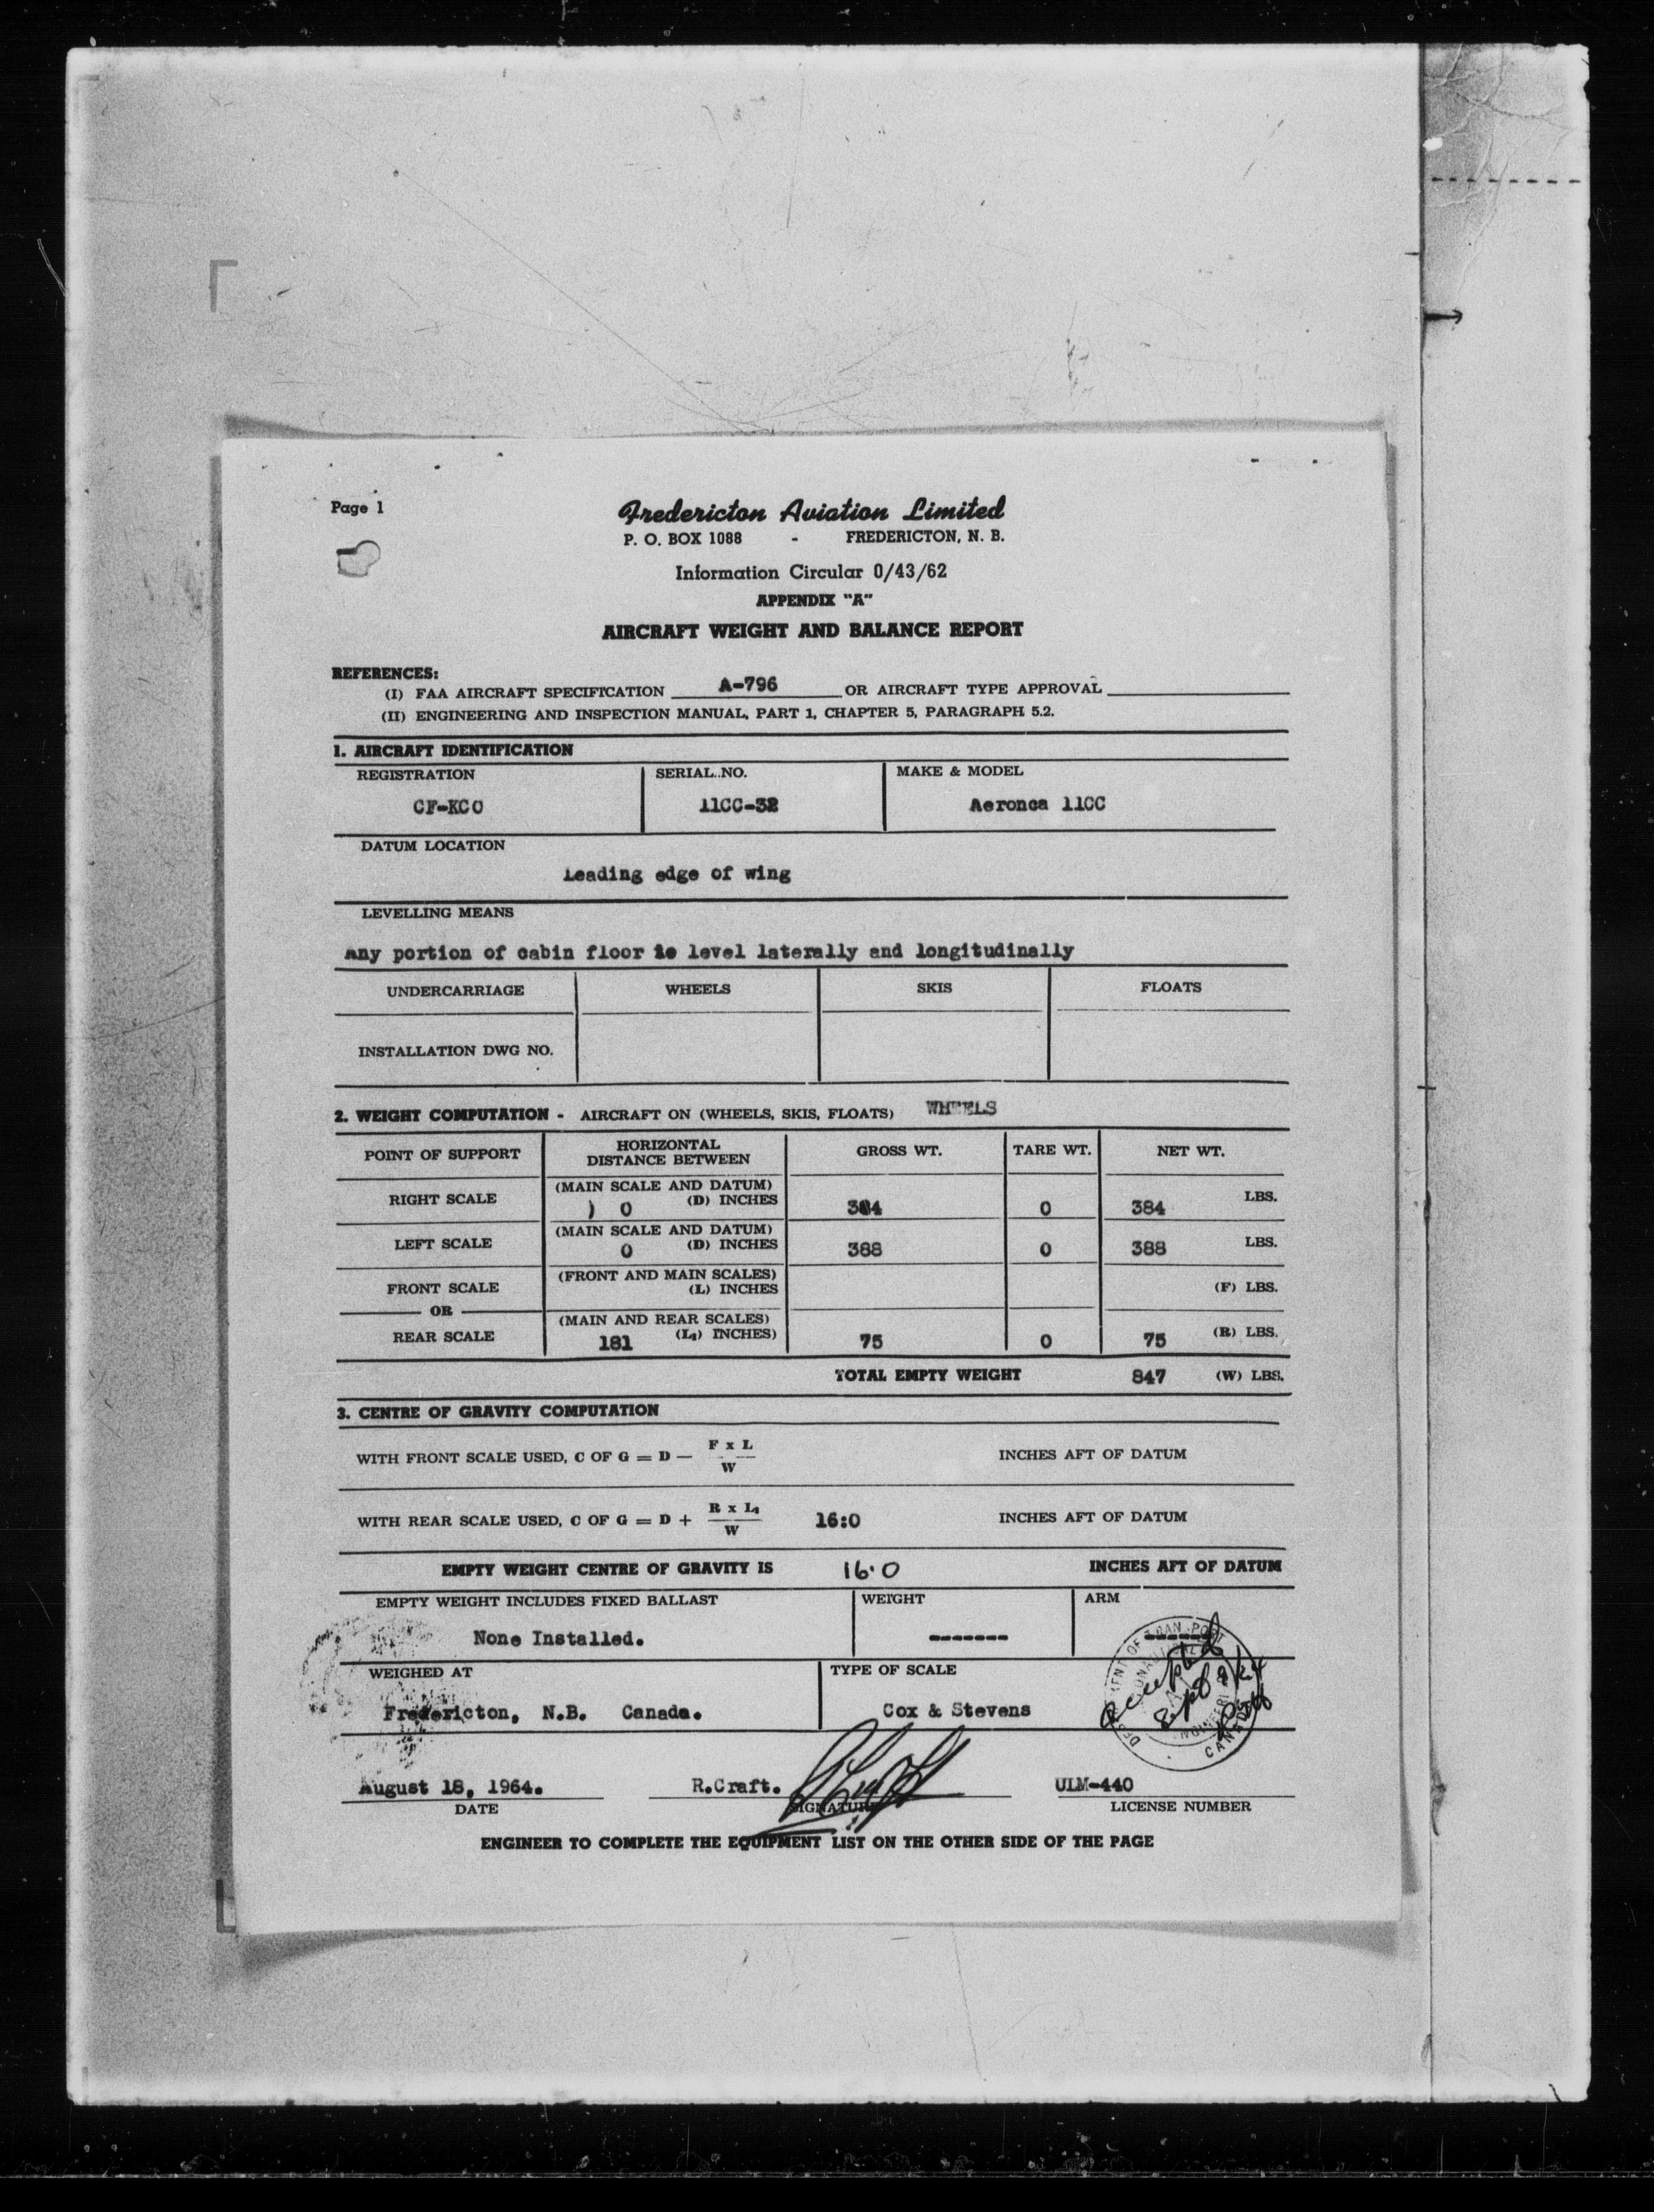 Page 1
Fredericton Aviation Limited
P. O. BOX 1088 - FREDERICTON, N. B.
Information Circular 0/43/62
APPENDIX "A"
AIRCRAFT WEIGHT AND BALANCE REPORT
REFERENCES:
(I) FAA AIRCRAFT SPECIFICATION A-796 OR AIRCRAFT TYPE APPROVAL
(II) ENGINEERING AND INSPECTION MANUAL, PART 1, CHAPTER 5, PARAGRAPH 5.2.
1. AIRCRAFT IDENTIFICATION
REGISTRATION SERIAL NO. MAKE & MODEL
CF-KCO 11CC-32 Aeronca 11CC
DATUM LOCATION
Leading edge of wing
LEVELLING MEANS
Any portion of cabin floor is level laterally and longitudinally
UNDERCARRIAGE WHEELS SKIS FLOATS
INSTALLATION DWG NO.
2. WEIGHT COMPUTATION - AIRCRAFT ON (WHEELS, SKIS, FLOATS) WHEELS
POINT OF SUPPORT HORIZONTAL DISTANCE BETWEEN GROSS WT. TARE WT. NET WT.
(MAIN SCALE AND DATUM)
RIGHT SCALE ) 0 (D) INCHES 384 0 384 LBS.
(MAIN SCALE AND DATUM)
LEFT SCALE 0 (D) INCHES 388 0 388 LBS.
(FRONT AND MAIN SCALES)
FRONT SCALE (L) INCHES (F) LBS.
OR
(MAIN AND REAR SCALES)
REAR SCALE 181 (L1) INCHES) 75 0 75 (R) LBS.
TOTAL EMPTY WEIGHT 847 (W) LBS.
3. CENTRE OF GRAVITY COMPUTATION
WITH FRONT SCALE USED, C OF G = D — F x L / W INCHES AFT OF DATUM
WITH REAR SCALE USED, C OF G = D + R x L1 / W 16:0 INCHES AFT OF DATUM
EMPTY WEIGHT CENTRE OF GRAVITY IS 16.0 INCHES AFT OF DATUM
EMPTY WEIGHT INCLUDES FIXED BALLAST WEIGHT ARM
None Installed. ------- -------
WEIGHED AT TYPE OF SCALE
Fredericton, N.B. Canada. Cox & Stevens
Accepted
August 18, 1964. R.Craft. ULM-440
DATE SIGNATURE LICENSE NUMBER
ENGINEER TO COMPLETE THE EQUIPMENT LIST ON THE OTHER SIDE OF THE PAGE